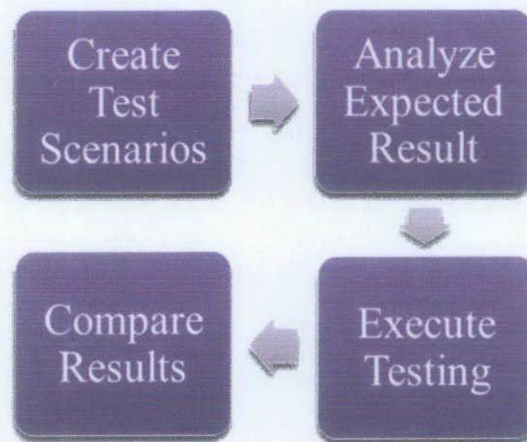 Create
Test
Scenarios
Analyze
Expected
Result
Execute
Testing
Compare
Results